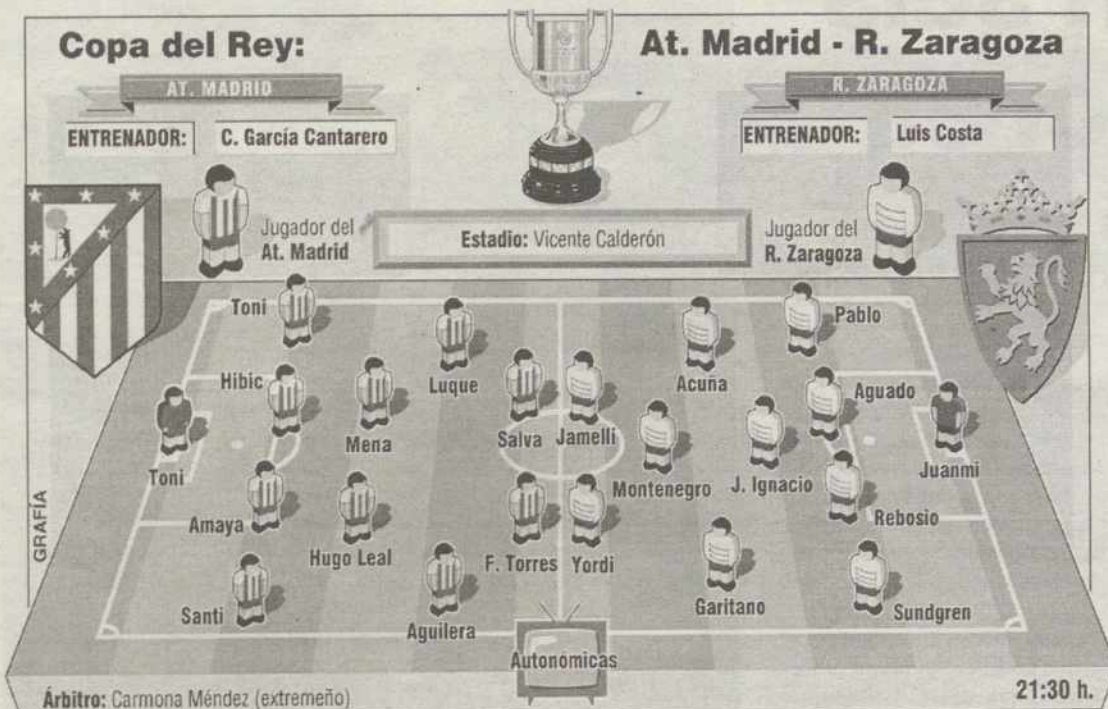 Copa del Rey:
At. Madrid - R. Zaragoza
AT. MADRID
R. ZARAGOZA
ENTRENADOR: C. García Cantarero
ENTRENADOR: Luis Costa
Jugador del
At. Madrid
Estadio: Vicente Calderón
Jugador del
R. Zaragoza
Toni
Pablo
Hibic
Luque
Acuña
Aguado
Mena
Salva
Jamelli
Toni
Montenegro
J. Ignacio
Juanmi
Amaya
Rebosio
Hugo Leal
F. Torres
Yordi
Santi
Garitano
Sundgren
Aguilera
Autonómicas
GRAFÍA
Árbitro: Carmona Méndez (extremeño)
21:30 h.